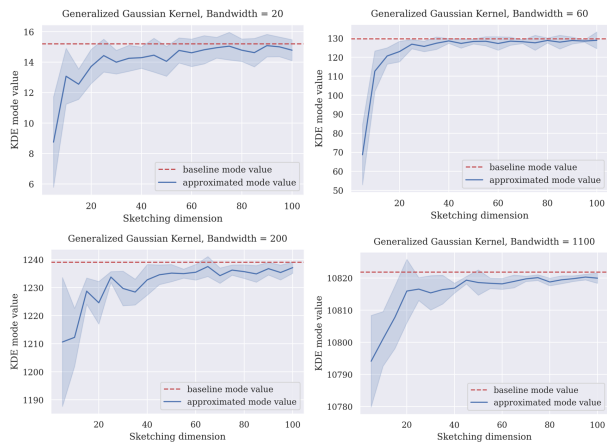 Generalized Gaussian Kernel, Bandwidth = 20
KDE mode value
16
14
12
10
8
6
baseline mode value
approximated mode value
20
40
60
80
100
Sketching dimension
Generalized Gaussian Kernel, Bandwidth = 60
KDE mode value
130
120
110
100
90
80
70
60
50
baseline mode value
approximated mode value
20
40
60
80
100
Sketching dimension
Generalized Gaussian Kernel, Bandwidth = 200
KDE mode value
1240
1230
1220
1210
1200
1190
baseline mode value
approximated mode value
20
40
60
80
100
Sketching dimension
Generalized Gaussian Kernel, Bandwidth = 1100
KDE mode value
10820
10810
10800
10790
10780
baseline mode value
approximated mode value
20
40
60
80
100
Sketching dimension